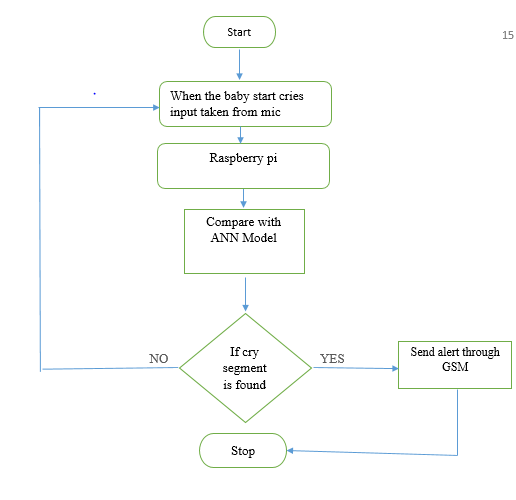 Start
15
When the baby start cries
input taken from mic
Raspberry pi
Compare with
ANN Model
If cry
segment
is found
NO
YES
Send alert through
GSM
Stop